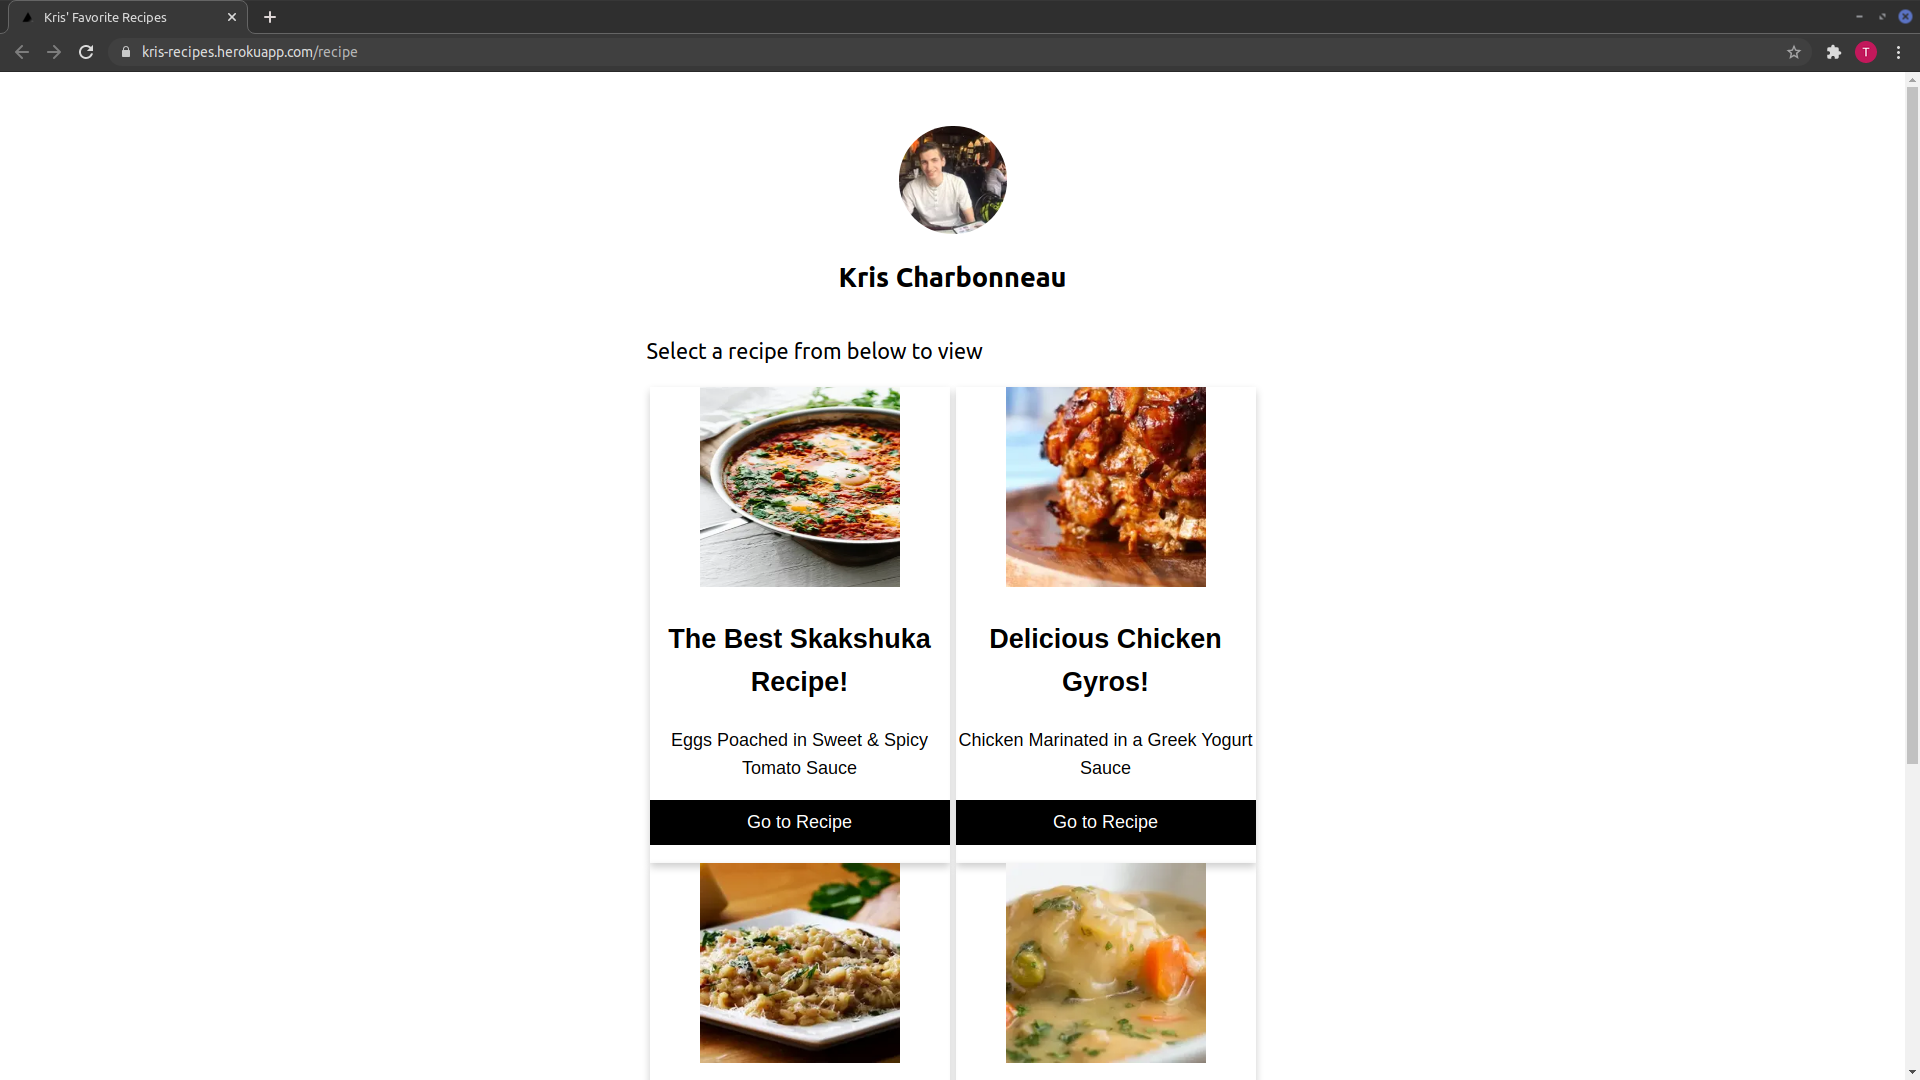 Kris' Favorite Recipes
kris-recipes.herokuapp.com/recipe
T
Kris Charbonneau
Select a recipe from below to view
The Best Skakshuka
Recipe!
Eggs Poached in Sweet & Spicy
Tomato Sauce
Go to Recipe
Delicious Chicken
Gyros!
Chicken Marinated in a Greek Yogurt
Sauce
Go to Recipe